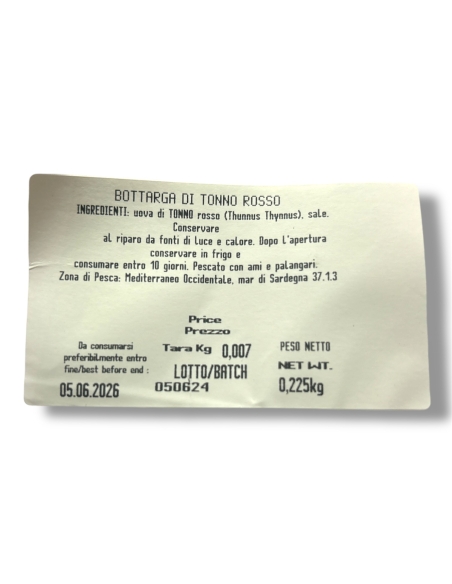 BOTTARGA DI TONNO ROSSO
INGREDIENTI: uova di TONNO rosso (Thunnus Thynnus), sale.
Conservare
al riparo da fonti di Luce e calore. Dopo L'apertura
conservare in frigo e
consumare entro 10 giorni. Pescato con ami e palangari.
Zona di Pesca: Mediterraneo Occidentale, mar di Sardegna 37.1.3
Price
Prezzo
Da consumarsi
preferibilmente entro
fine/best before end :
05.06.2026
Tara Kg 0,007
LOTTO/BATCH
050624
PESO NETTO
NET WT.
0,225kg